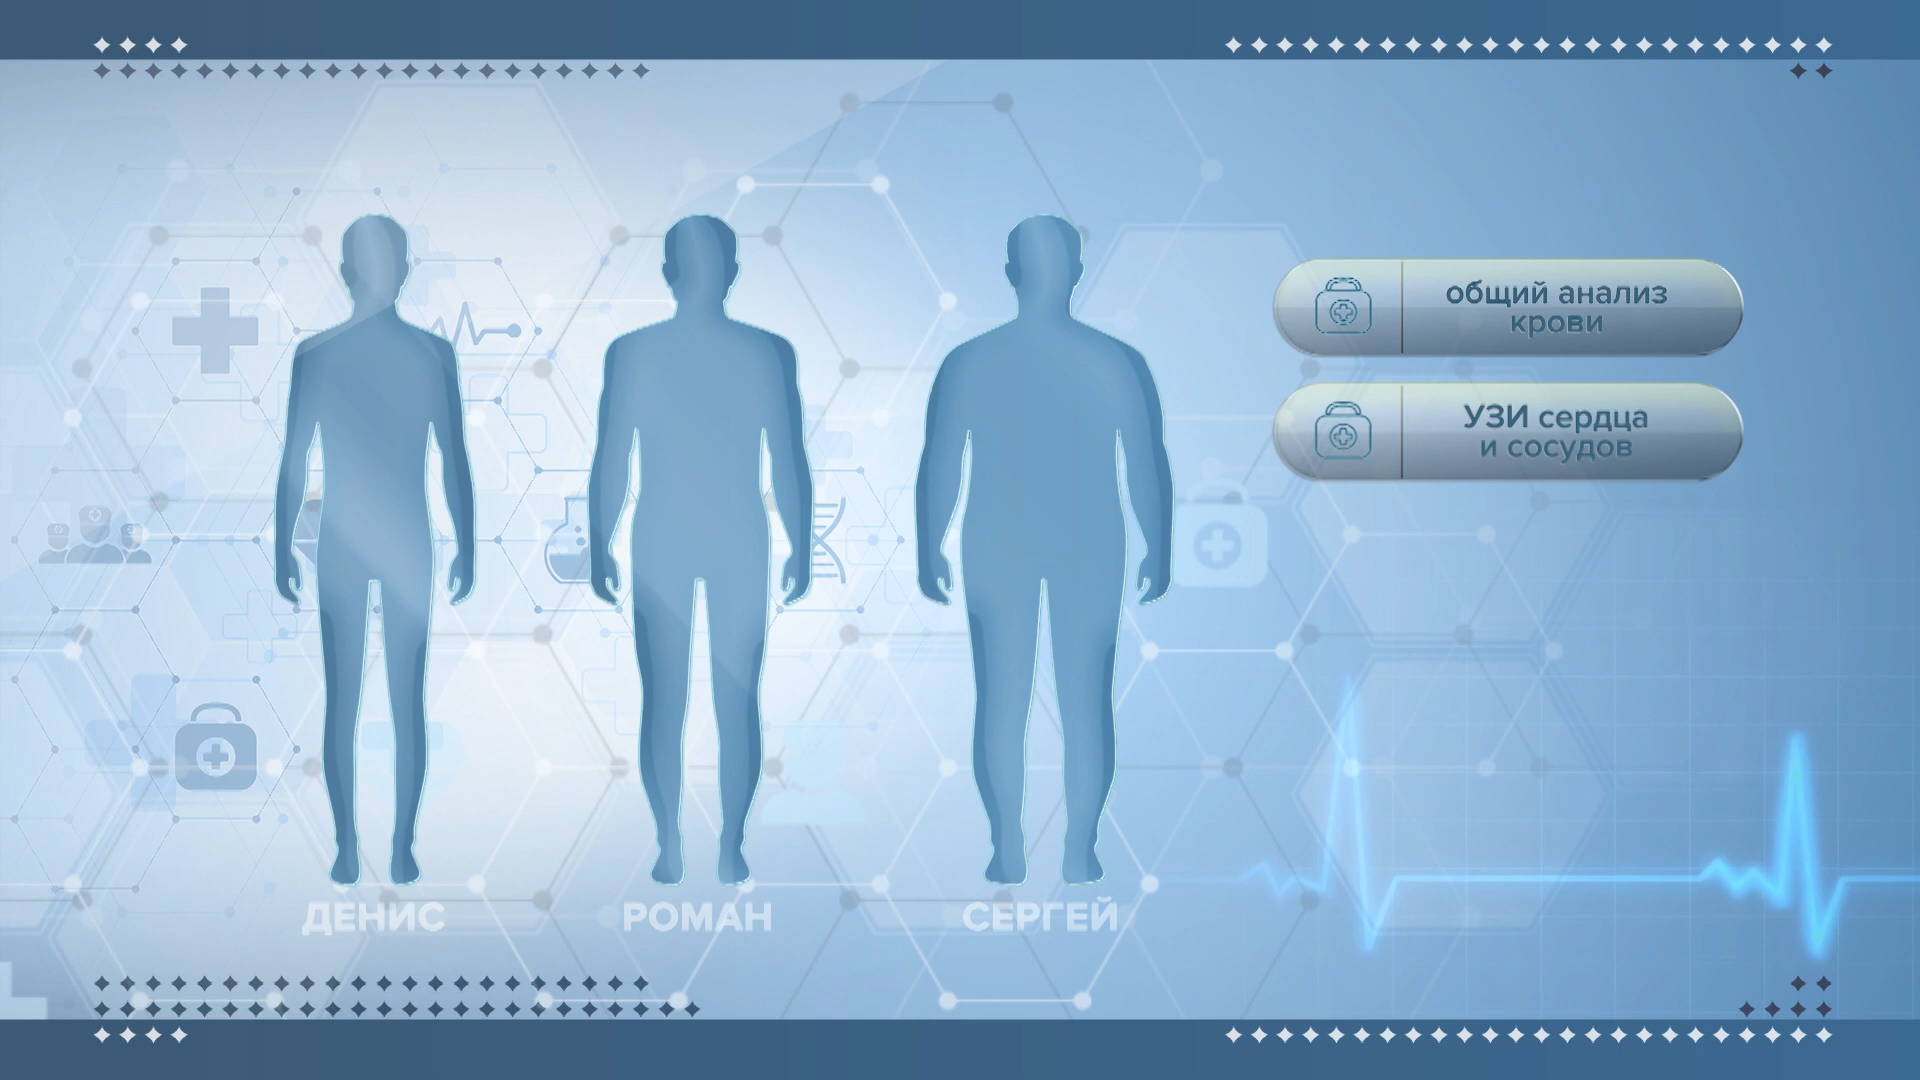 общий анализ
крови
УЗИ сердца
и сосудов
ДЕНИС
РОМАН
СЕРГЕЙ